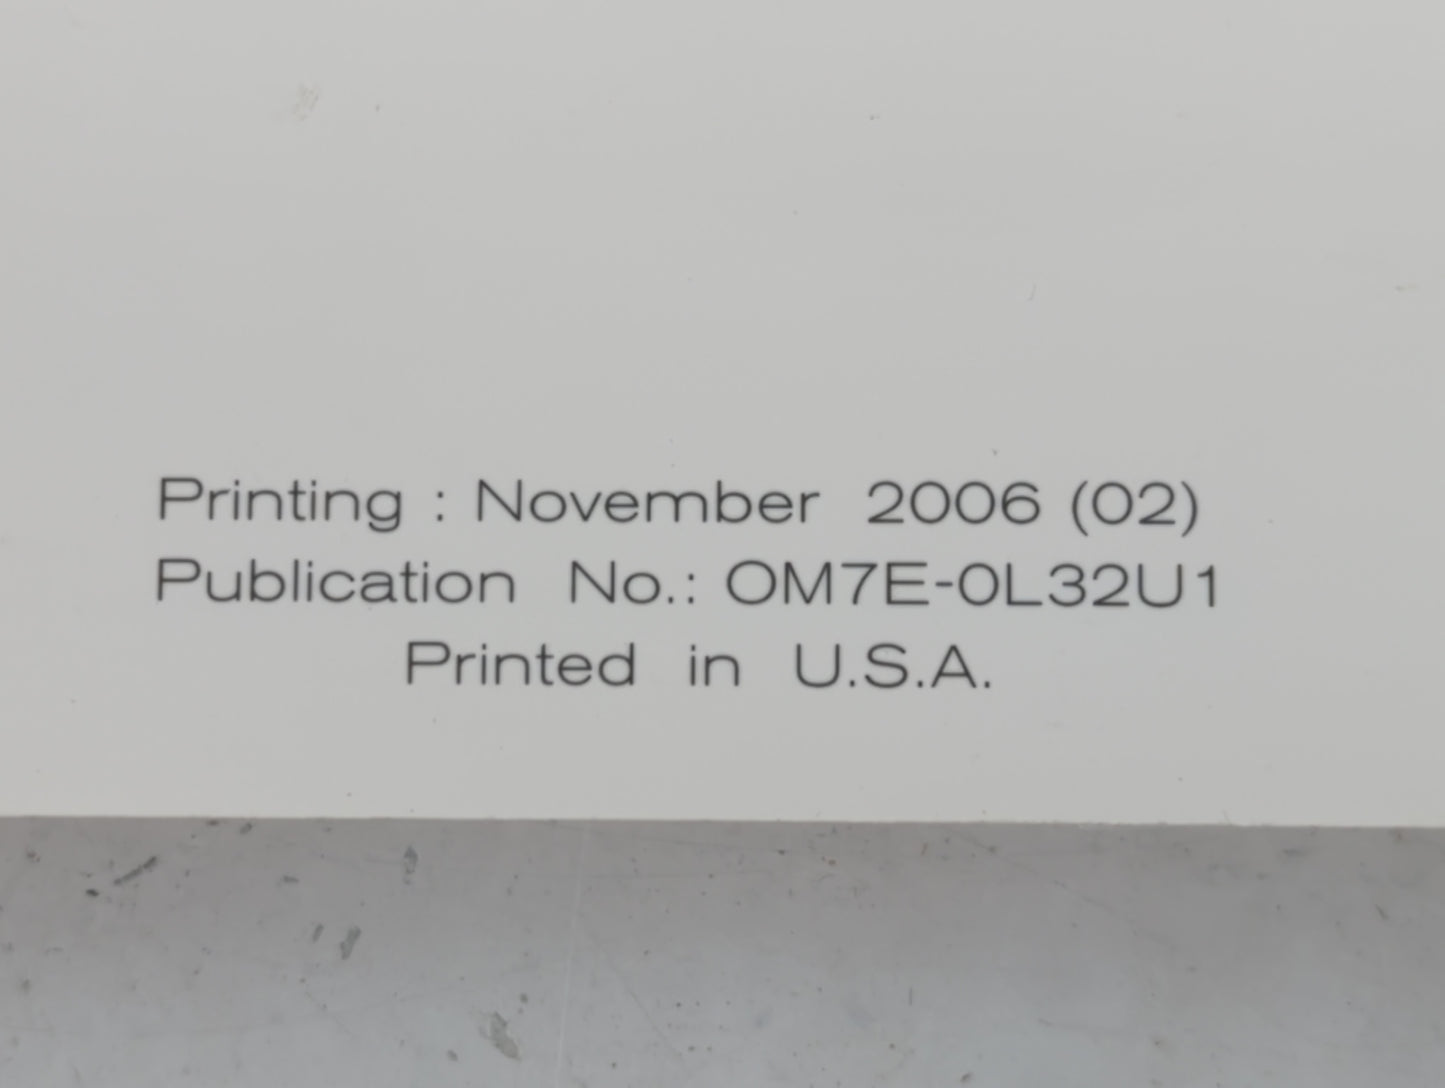 Printing : November 2006 (02)
Publication No.: OM7E-0L32U1
Printed in U.S.A.